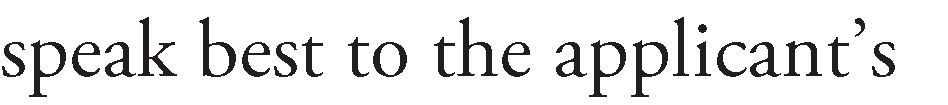 speak best to the applicant’s